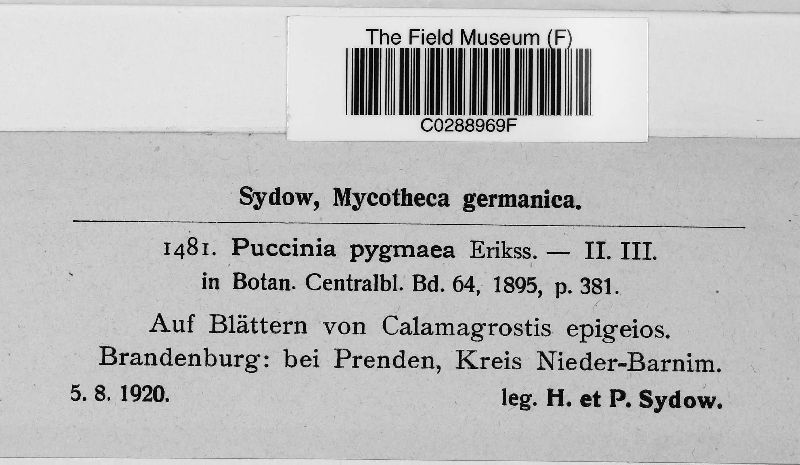 The Field Museum (F)
C0288969F
Sydow, Mycotheca germanica.
1481. Puccinia pygmaea Erikss. — II. III.
in Botan. Centralbl. Bd. 64, 1895, p. 381.
Auf Blättern von Calamagrostis epigeios.
Brandenburg: bei Prenden, Kreis Nieder-Barnim.
5. 8. 1920. leg. H. et P. Sydow.